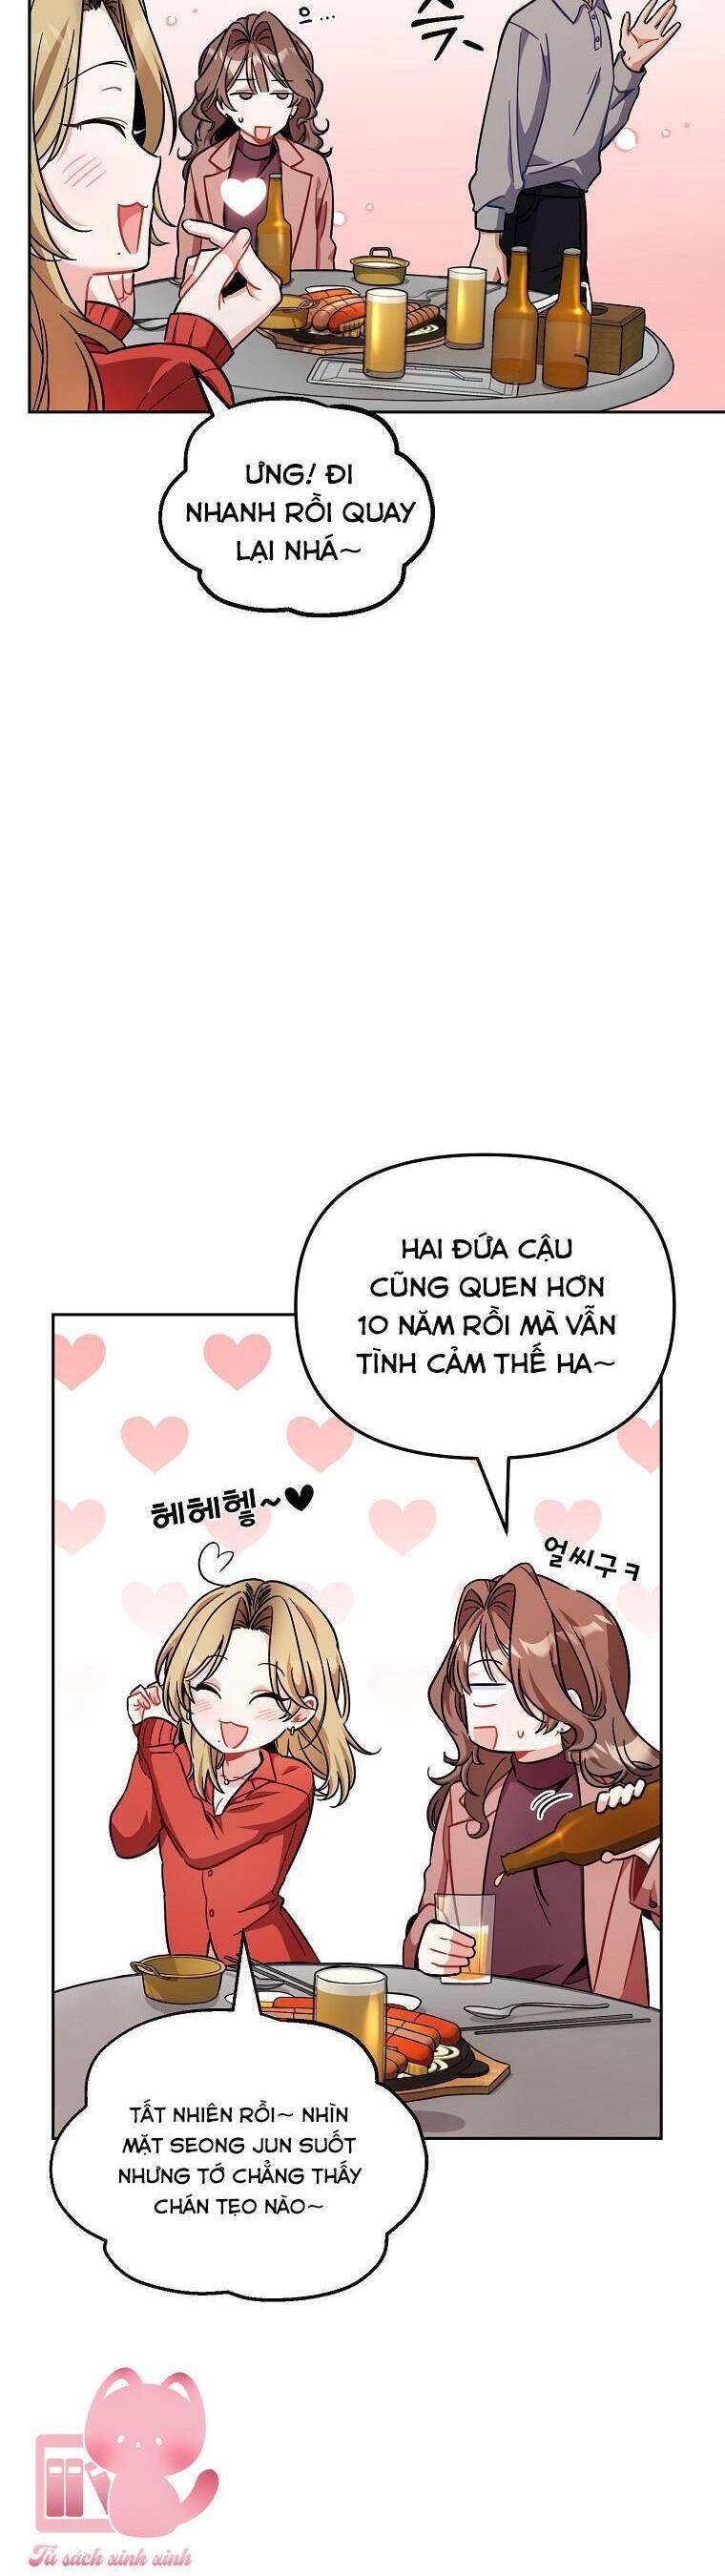 으...
ƯNG! ĐI
NHANH RỒI QUAY
LẠI NHÁ~
HAI ĐỨA CẬU
CŨNG QUEN HƠN
10 NĂM RỒI MÀ VẪN
TÌNH CẢM THẾ HA~
헤헤헿~♥
얼씨구ㅋ
TẤT NHIÊN RỒI~ NHÌN
MẶT SEONG JUN SUỐT
NHƯNG TỚ CHẲNG THẤY
CHÁN TẸO NÀO~
Tủ sách xinh xinh